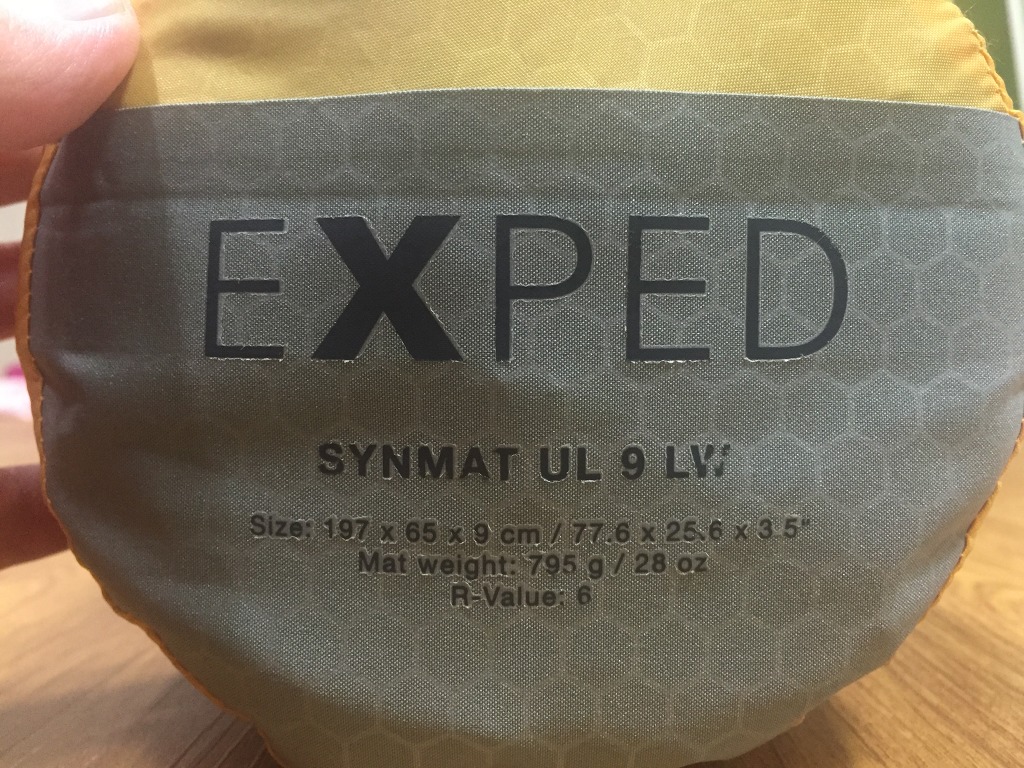 EXPED
SYNMAT UL 9 LW
Size: 197 x 65 x 9 cm / 77.6 x 25.6 x 3.5"
Mat weight: 795 g / 28 oz
R-Value: 6